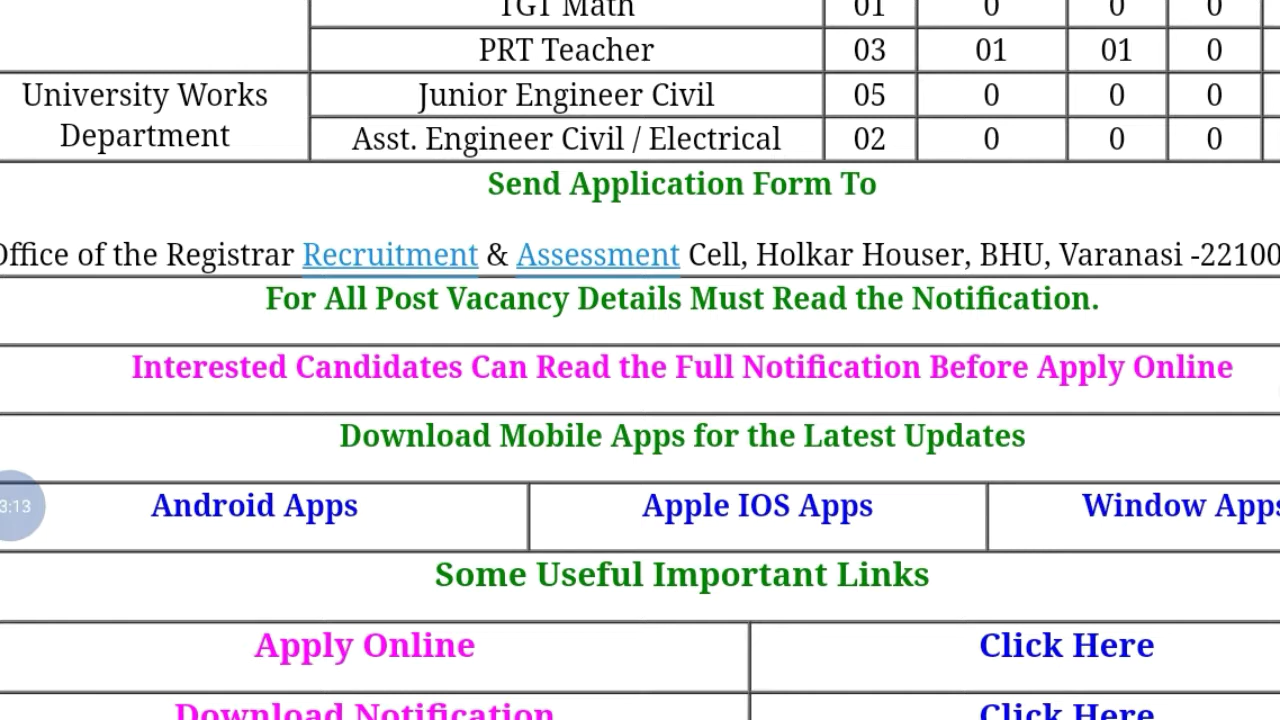 TGT Math 01 0 0 0
PRT Teacher 03 01 01 0
University Works Department
Junior Engineer Civil 05 0 0 0
Asst. Engineer Civil / Electrical 02 0 0 0
Send Application Form To
Office of the Registrar Recruitment & Assessment Cell, Holkar Houser, BHU, Varanasi -22100
For All Post Vacancy Details Must Read the Notification.
Interested Candidates Can Read the Full Notification Before Apply Online
Download Mobile Apps for the Latest Updates
3:13
Android Apps Apple IOS Apps Window Apps
Some Useful Important Links
Apply Online Click Here
Download Notification Click Here